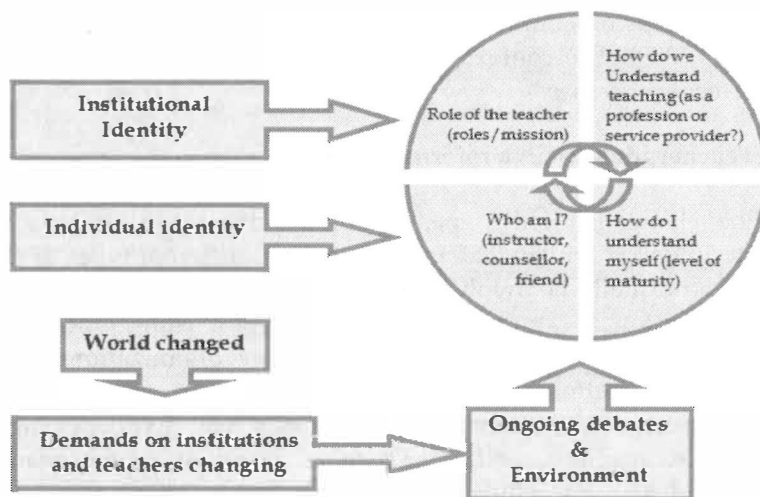 Institutional
Identity
Role of the teacher
(roles / mission)
How do we
Understand
teaching (as a
profession or
service provider?)
Individual identity
Who am I?
(instructor,
counsellor,
friend)
How do I
understand
myself (level of
maturity)
World changed
Demands on institutions
and teachers changing
Ongoing debates
&
Environment